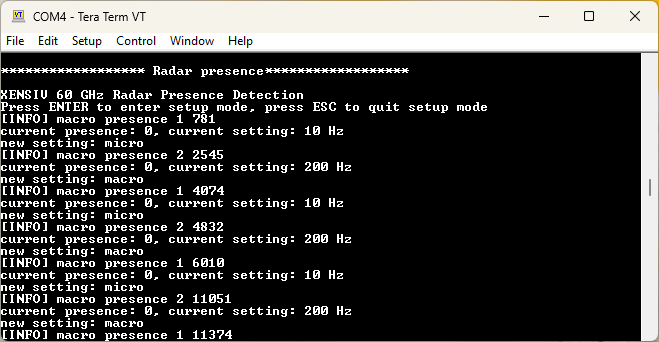 COM4 - Tera Term VT
File Edit Setup Control Window Help
****************** Radar presence******************
XENSIV 60 GHz Radar Presence Detection
Press ENTER to enter setup mode, press ESC to quit setup mode
[INFO] macro presence 1 781
current presence: 0, current setting: 10 Hz
new setting: micro
[INFO] macro presence 2 2545
current presence: 0, current setting: 200 Hz
new setting: macro
[INFO] macro presence 1 4074
current presence: 0, current setting: 10 Hz
new setting: micro
[INFO] macro presence 2 4832
current presence: 0, current setting: 200 Hz
new setting: macro
[INFO] macro presence 1 6010
current presence: 0, current setting: 10 Hz
new setting: micro
[INFO] macro presence 2 11051
current presence: 0, current setting: 200 Hz
new setting: macro
[INFO] macro presence 1 11374